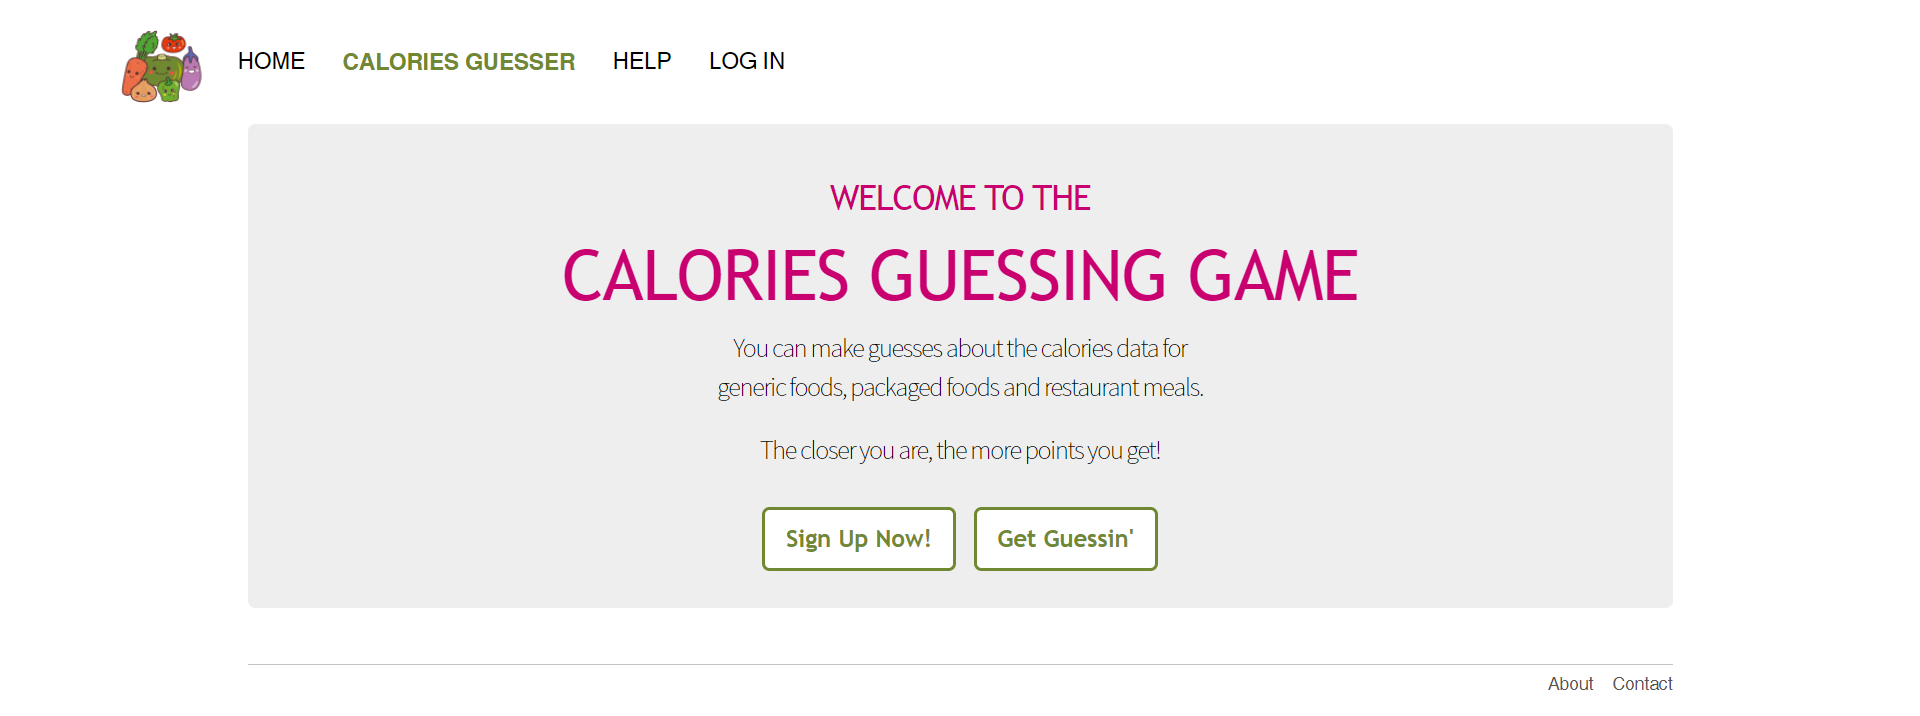 HOME CALORIES GUESSER HELP LOG IN
WELCOME TO THE
CALORIES GUESSING GAME
You can make guesses about the calories data for
generic foods, packaged foods and restaurant meals.
The closer you are, the more points you get!
Sign Up Now! Get Guessin'
About Contact